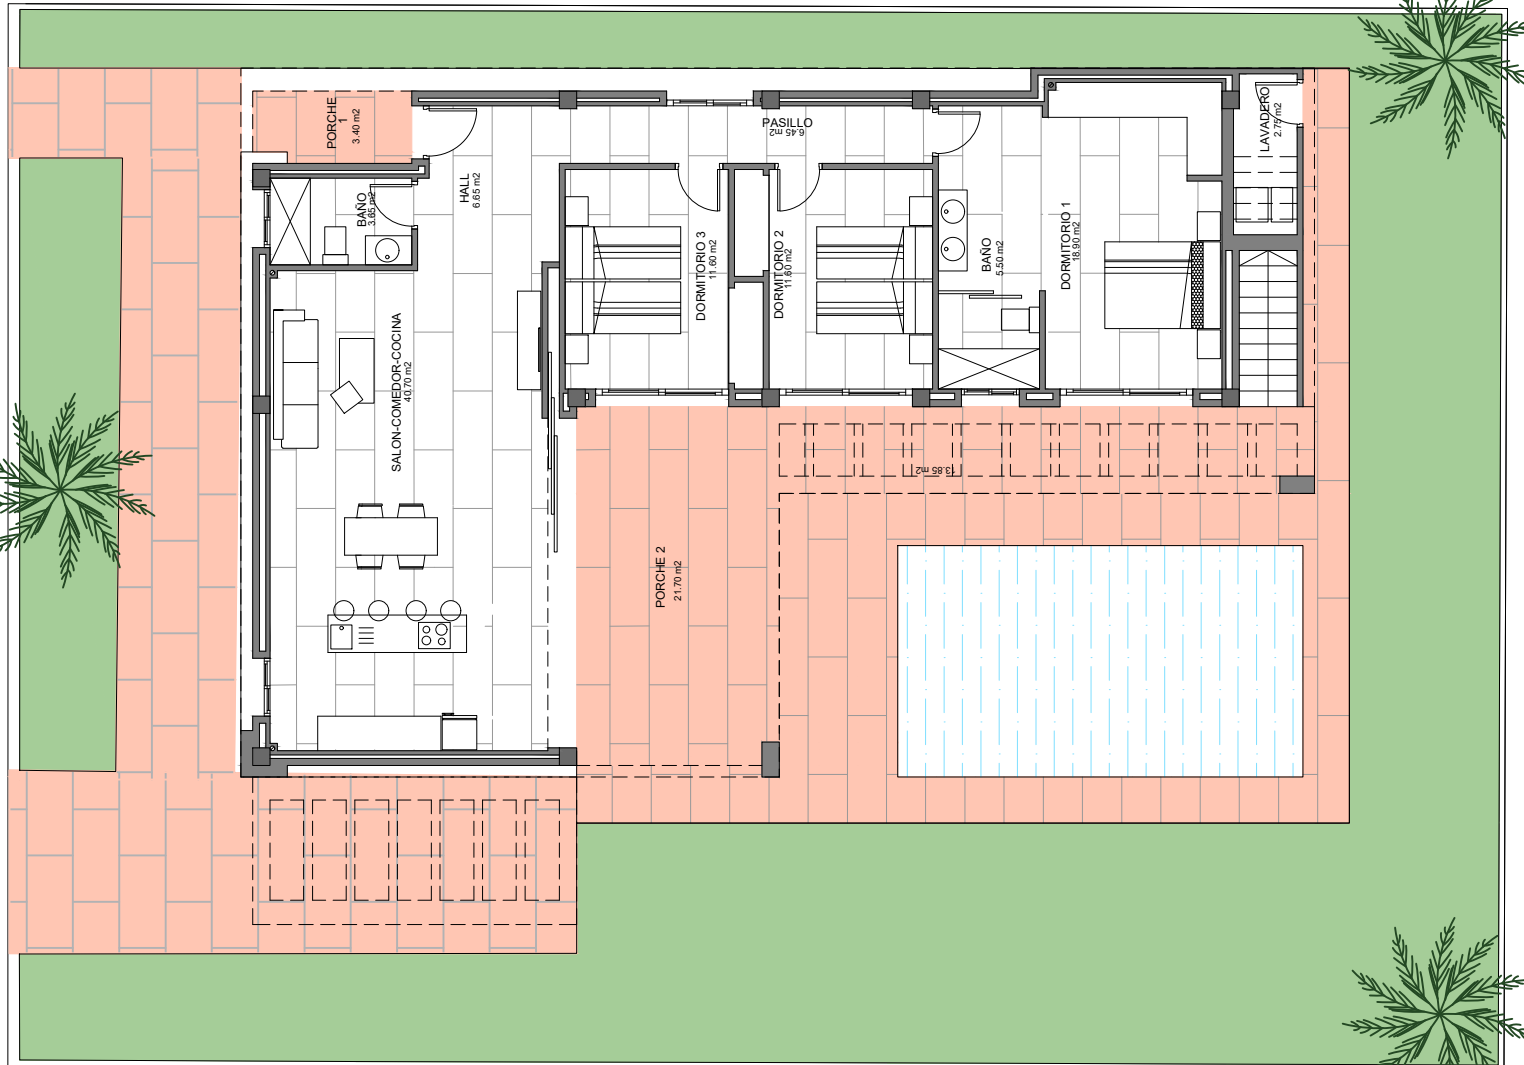 PORCHE
1
3.40 m2
PASILLO
6.45 m2
LAVADERO
2.75 m2
HALL
6.65 m2
BAÑO
3.65 m2
DORMITORIO 3
11.60 m2
DORMITORIO 2
11.60 m2
BAÑO
5.50 m2
DORMITORIO 1
18.90 m2
SALON-COMEDOR-COCINA
40.70 m2
13.85 m2
PORCHE 2
21.70 m2